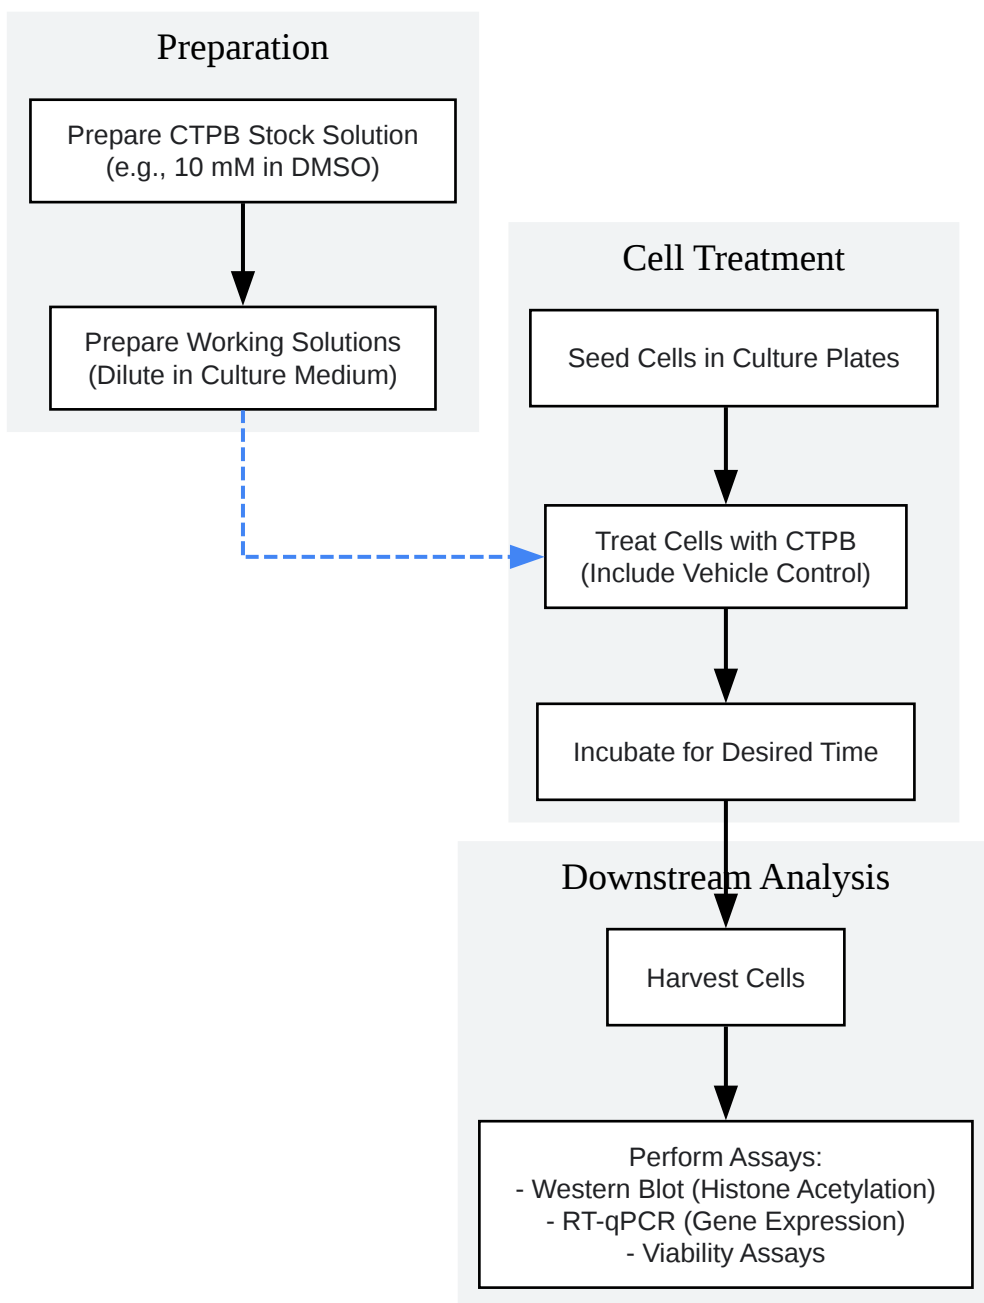 Preparation
Prepare CTPB Stock Solution
(e.g., 10 mM in DMSO)
Prepare Working Solutions
(Dilute in Culture Medium)
Cell Treatment
Seed Cells in Culture Plates
Treat Cells with CTPB
(Include Vehicle Control)
Incubate for Desired Time
Downstream Analysis
Harvest Cells
Perform Assays:
- Western Blot (Histone Acetylation)
- RT-qPCR (Gene Expression)
- Viability Assays